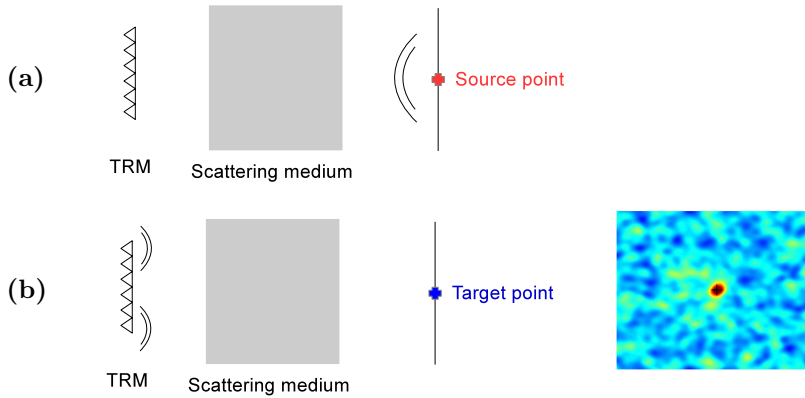 (a)
Source point
TRM
Scattering medium
(b)
Target point
TRM
Scattering medium